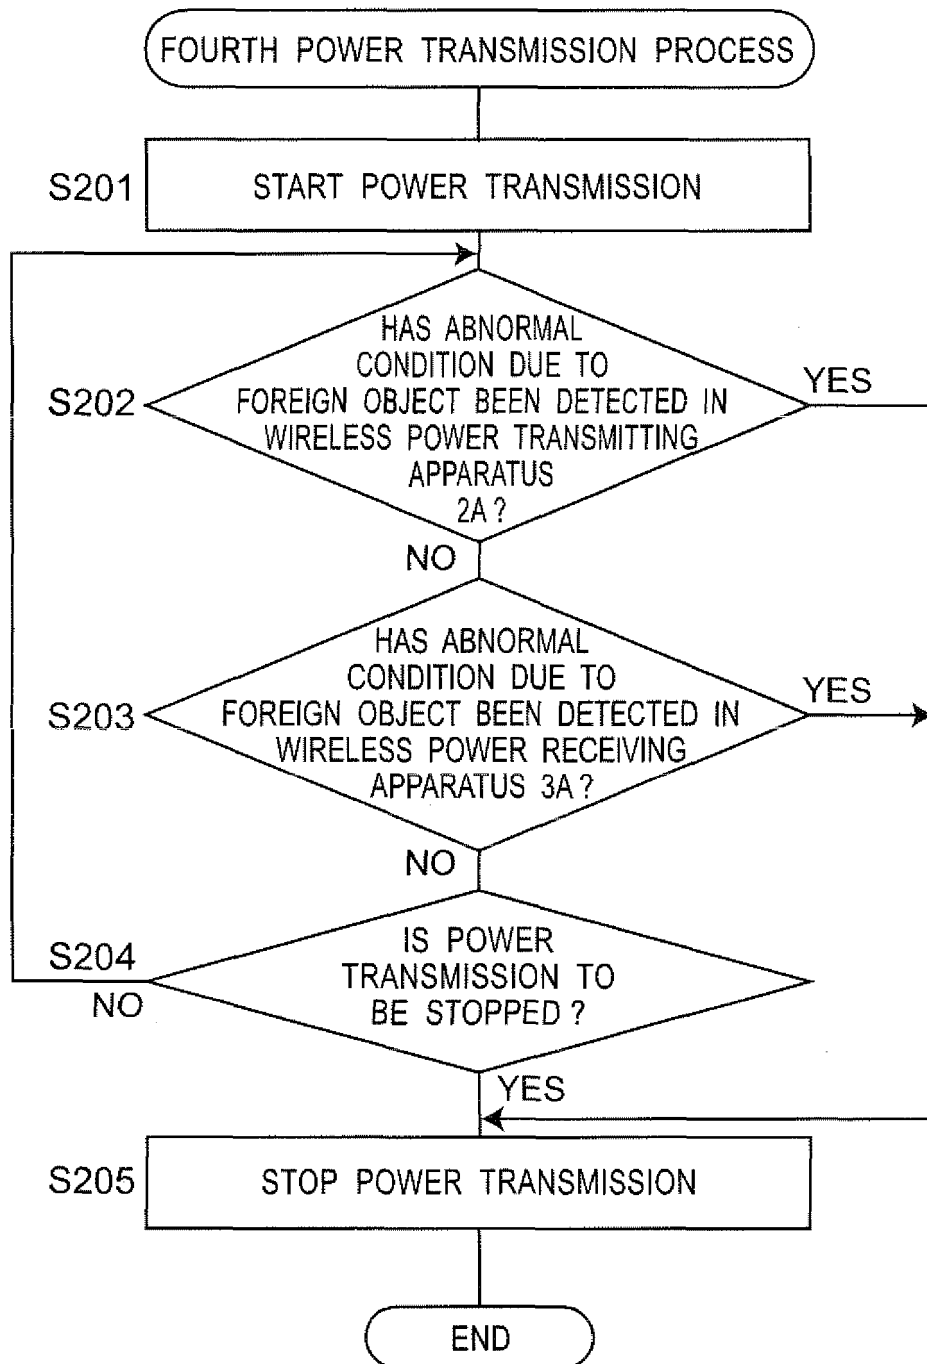 FOURTH POWER TRANSMISSION PROCESS
S201
START POWER TRANSMISSION
HAS ABNORMAL
CONDITION DUE TO
FOREIGN OBJECT BEEN DETECTED IN
WIRELESS POWER TRANSMITTING
APPARATUS
2A?
S202
YES
NO
HAS ABNORMAL
CONDITION DUE TO
FOREIGN OBJECT BEEN DETECTED IN
WIRELESS POWER RECEIVING
APPARATUS 3A?
S203
YES
NO
IS POWER
TRANSMISSION TO
BE STOPPED?
S204
NO
YES
S205
STOP POWER TRANSMISSION
END